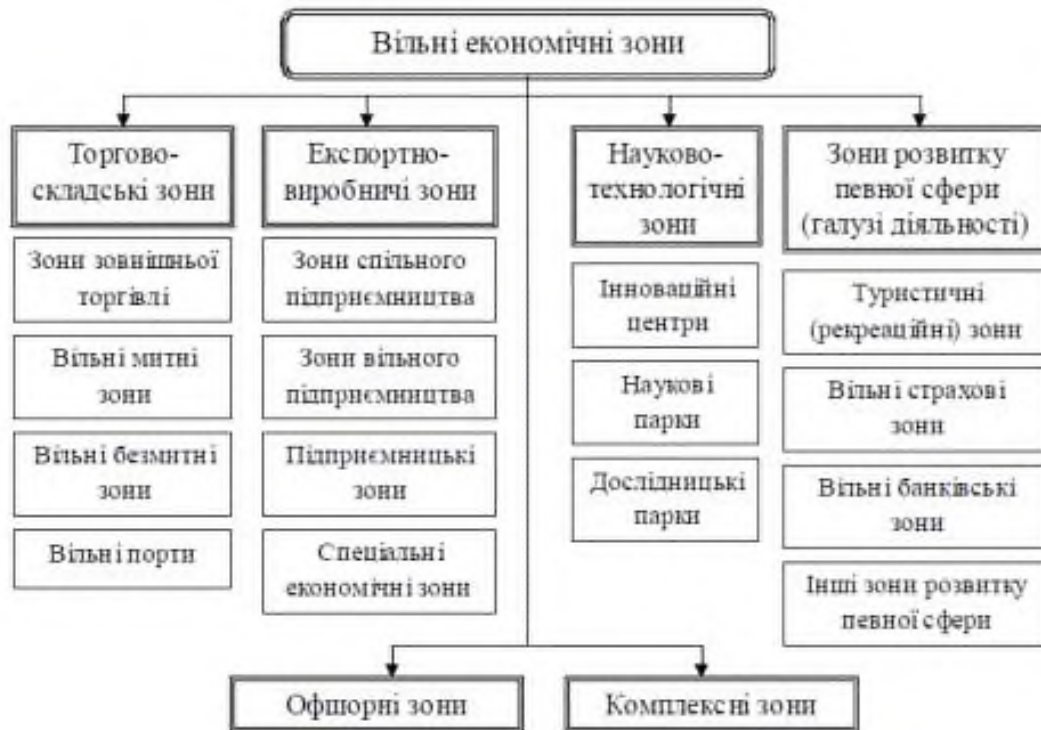 Вільні економічні зони
Торгово-
складські зони
Зони зовнішньої
торгівлі
Вільні митні
зони
Вільні безмитні
зони
Вільні порти
Експортно-
виробничі зони
Зони спільного
підприємництва
Зони вільного
підприємництва
Підприємницькі
зони
Спеціальні
економічні зони
Науково-
технологічні
зони
Інноваційні
центри
Наукові
парки
Дослідницькі
парки
Зони розвитку
певної сфери
(галузі діяльності)
Туристичні
(рекреаційні) зони
Вільні страхові
зони
Вільні банківські
зони
Інші зони розвитку
певної сфери
Офшорні зони
Комплексні зони